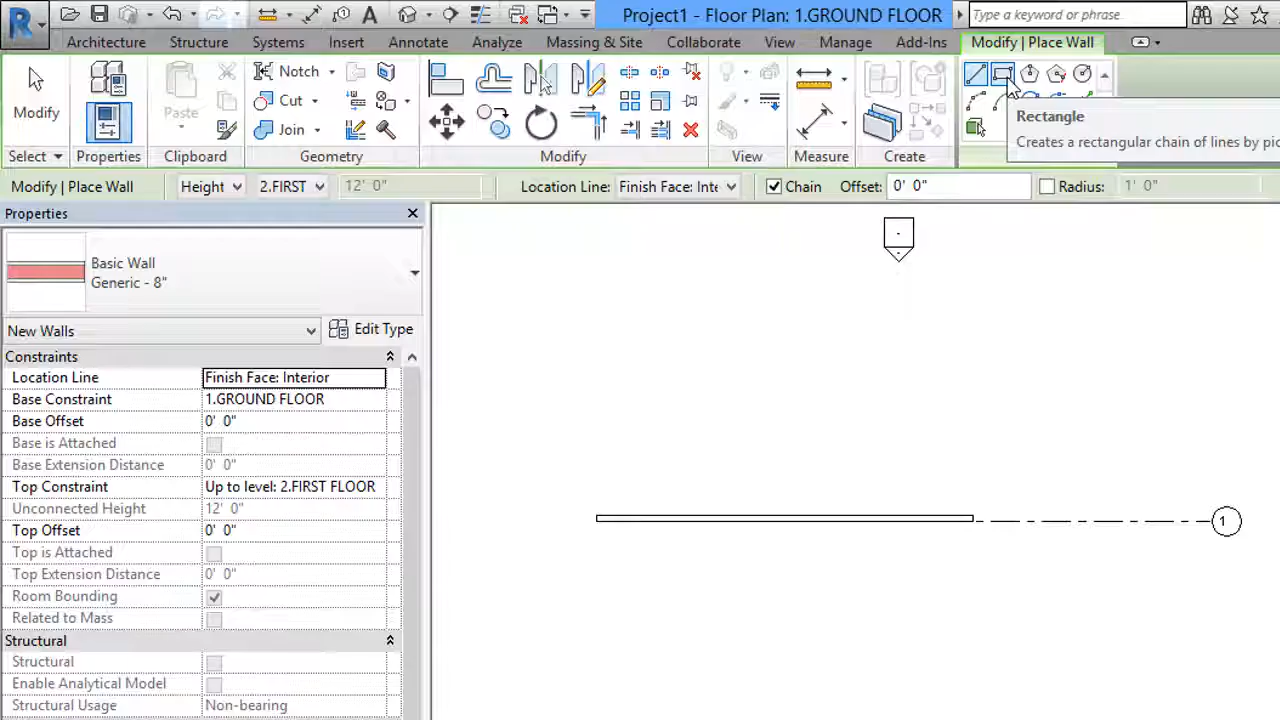 Project1 - Floor Plan: 1.GROUND FLOOR
Type a keyword or phrase.
Architecture Structure Systems Insert Annotate Analyze Massing & Site Collaborate View Manage Add-Ins Modify | Place Wall
Modify
Paste
Notch
Cut
Join
Rectangle
Creates a rectangular chain of lines by pic
Select Properties Clipboard Geometry Modify View Measure Create
Modify | Place Wall Height 2.FIRST 12' 0" Location Line: Finish Face: Inte Chain Offset: 0' 0" Radius: 1' 0"
Properties
Basic Wall
Generic - 8"
New Walls Edit Type
Constraints
Location Line Finish Face: Interior
Base Constraint 1.GROUND FLOOR
Base Offset 0' 0"
Base is Attached
Base Extension Distance 0' 0"
Top Constraint Up to level: 2.FIRST FLOOR
Unconnected Height 12' 0"
Top Offset 0' 0"
Top is Attached
Top Extension Distance 0' 0"
Room Bounding
Related to Mass
Structural
Structural
Enable Analytical Model
Structural Usage Non-bearing
1